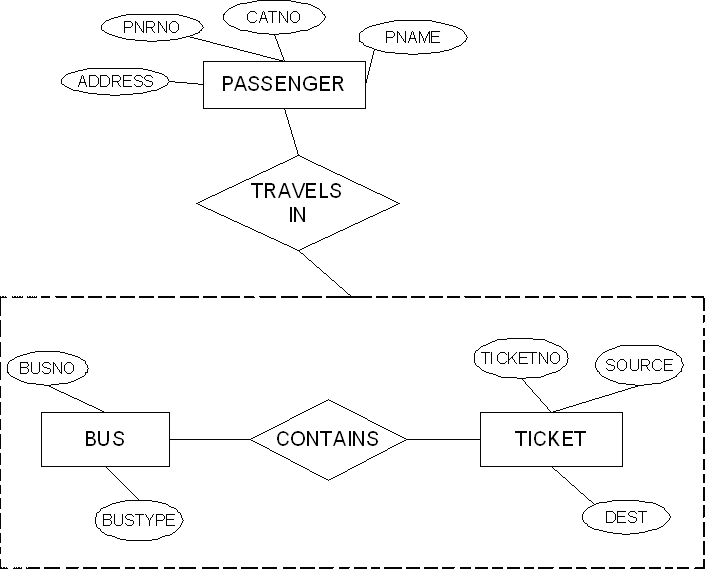 CATNO
PNRNO
PNAME
ADDRESS
PASSENGER
TRAVELS
IN
BUSNO
TICKETNO
SOURCE
BUS
CONTAINS
TICKET
BUSTYPE
DEST